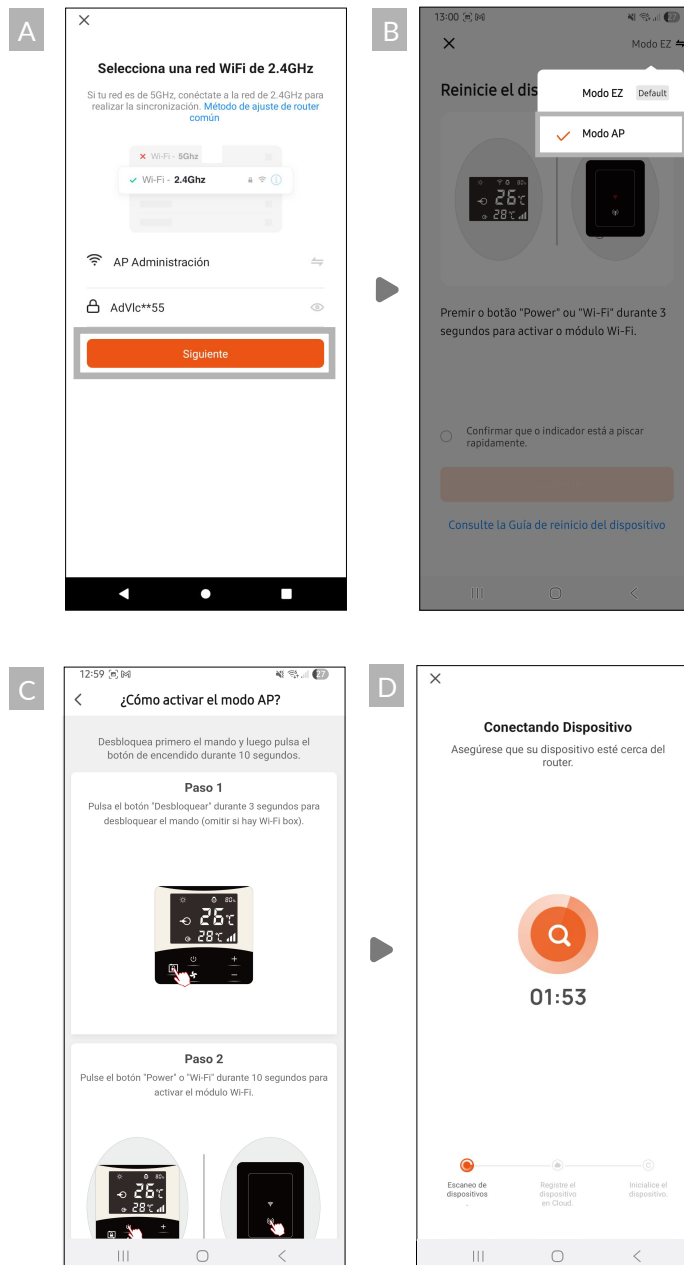 A
Selecciona una red WiFi de 2.4GHz
Si tu red es de 5GHz, conéctate a la red de 2.4GHz para
realizar la sincronización. Método de ajuste de router
común
Wi-Fi - 5Ghz
Wi-Fi - 2.4Ghz
AP Administración
AdVlc**55
Siguiente
B
13:00
27
Modo EZ
Reinicie el dis
Modo EZ Default
Modo AP
80%
26°c
28°c
Premir o botão "Power" ou "Wi-Fi" durante 3
segundos para activar o módulo Wi-Fi.
Confirmar que o indicador está a piscar
rapidamente.
Consulte la Guía de reinicio del dispositivo
C
12:59
27
¿Cómo activar el modo AP?
Desbloquea primero el mando y luego pulsa el
botón de encendido durante 10 segundos.
Paso 1
Pulsa el botón "Desbloquear" durante 3 segundos para
desbloquear el mando (omitir si hay Wi-Fi box).
80%
26°c
28°c
Paso 2
Pulse el botón "Power" o "Wi-Fi" durante 10 segundos para
activar el módulo Wi-Fi.
80%
26°c
28°c
D
Conectando Dispositivo
Asegúrese que su dispositivo esté cerca del
router.
01:53
Escaneo de
dispositivos
.
Registre el
dispositivo
en Cloud.
Inicialice el
dispositivo.